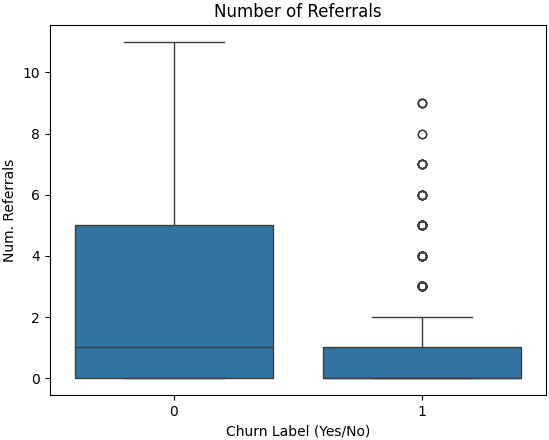 Number of Referrals
Num. Referrals
10
8
6
4
2
0
0
1
Churn Label (Yes/No)